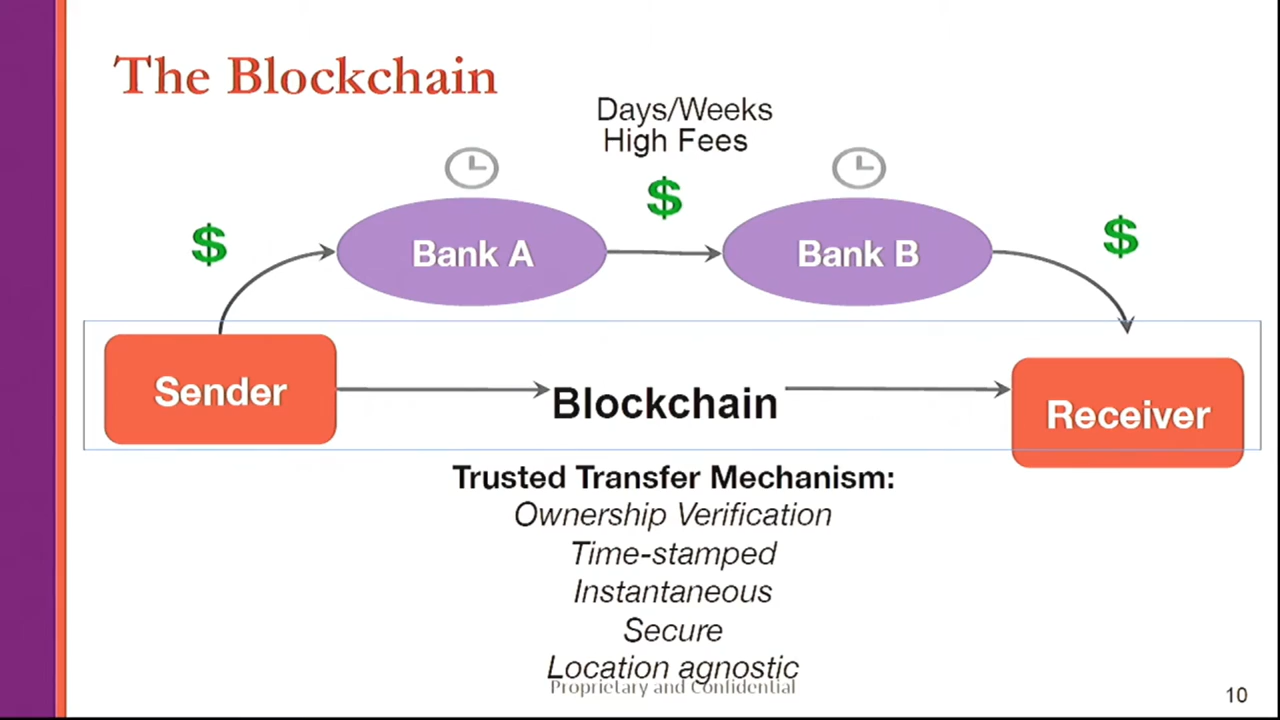 The Blockchain
Days/Weeks
High Fees
$
$
$
Bank A
Bank B
Sender
Blockchain
Receiver
Trusted Transfer Mechanism:
Ownership Verification
Time-stamped
Instantaneous
Secure
Location agnostic
Proprietary and Confidential
10